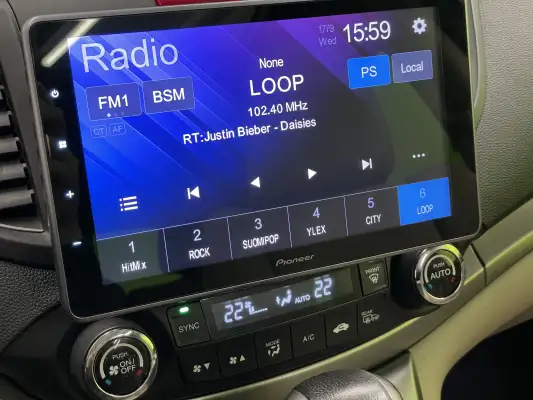 Radio
17/9
Wed
15:59
None
FM1
BSM
LOOP
PS
Local
CT
AF
102.40 MHz
RT:Justin Bieber - Daisies
1
HitMix
2
ROCK
3
SUOMIPOP
4
YLEX
5
CITY
6
LOOP
Pioneer
FRONT
PUSH
AUTO
SYNC
22°
AUTO
22
PUSH
ON/
OFF
MODE
A/C
REAR